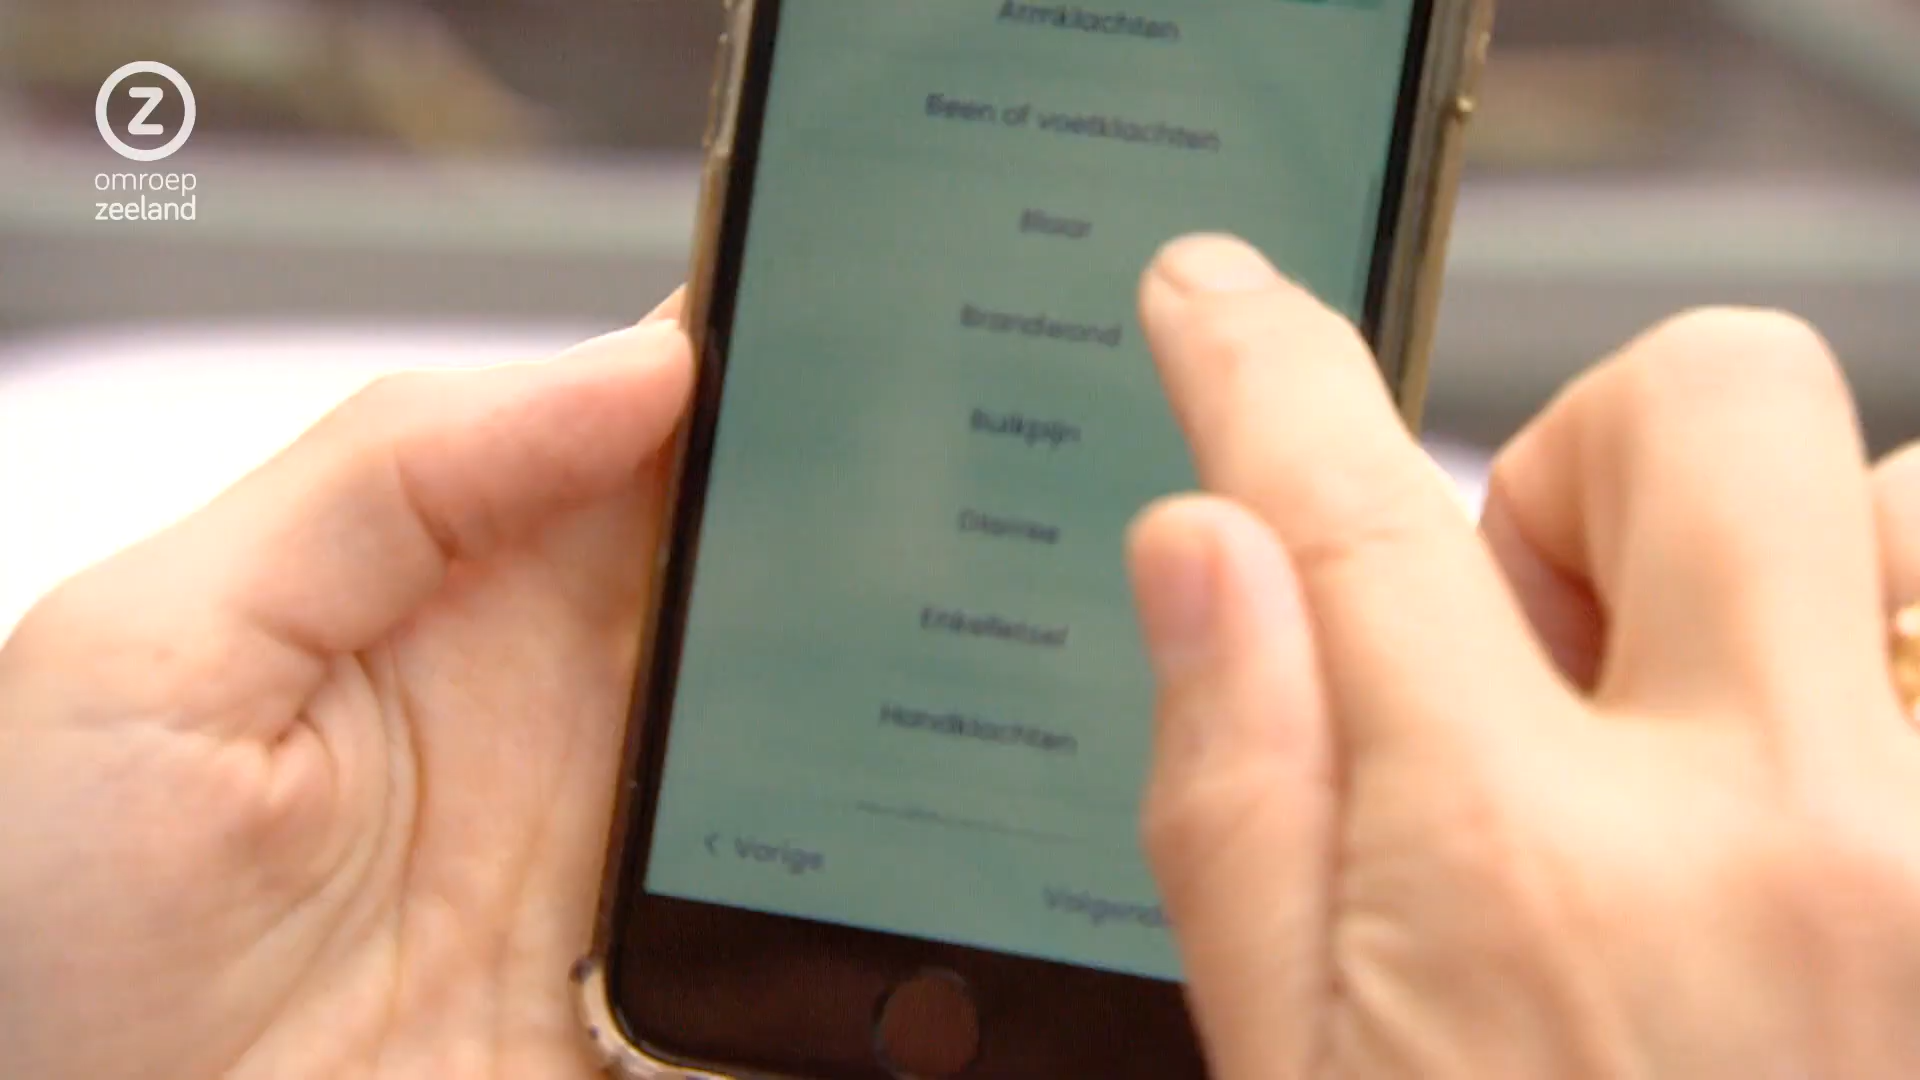 Z
omroep
zeeland
Armklachten
Been of voetklachten
Blaar
Brandwond
Buikpijn
Diarree
Enkelletsel
Handklachten
< Vorige